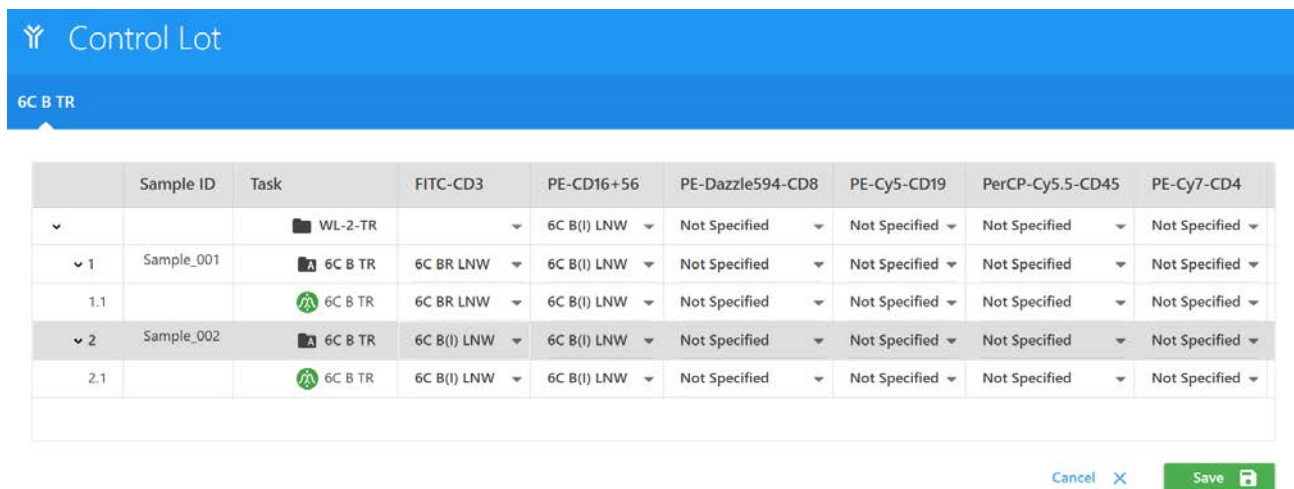 Control Lot
6C B TR
Sample ID Task FITC-CD3 PE-CD16+56 PE-Dazzle594-CD8 PE-Cy5-CD19 PerCP-Cy5.5-CD45 PE-Cy7-CD4
WL-2-TR 6C B(I) LNW Not Specified Not Specified Not Specified Not Specified
1 Sample_001 A 6C B TR 6C BR LNW 6C B(I) LNW Not Specified Not Specified Not Specified Not Specified
1.1 6C B TR 6C BR LNW 6C B(I) LNW Not Specified Not Specified Not Specified Not Specified
2 Sample_002 A 6C B TR 6C B(I) LNW 6C B(I) LNW Not Specified Not Specified Not Specified Not Specified
2.1 6C B TR 6C B(I) LNW 6C B(I) LNW Not Specified Not Specified Not Specified Not Specified
Cancel Save